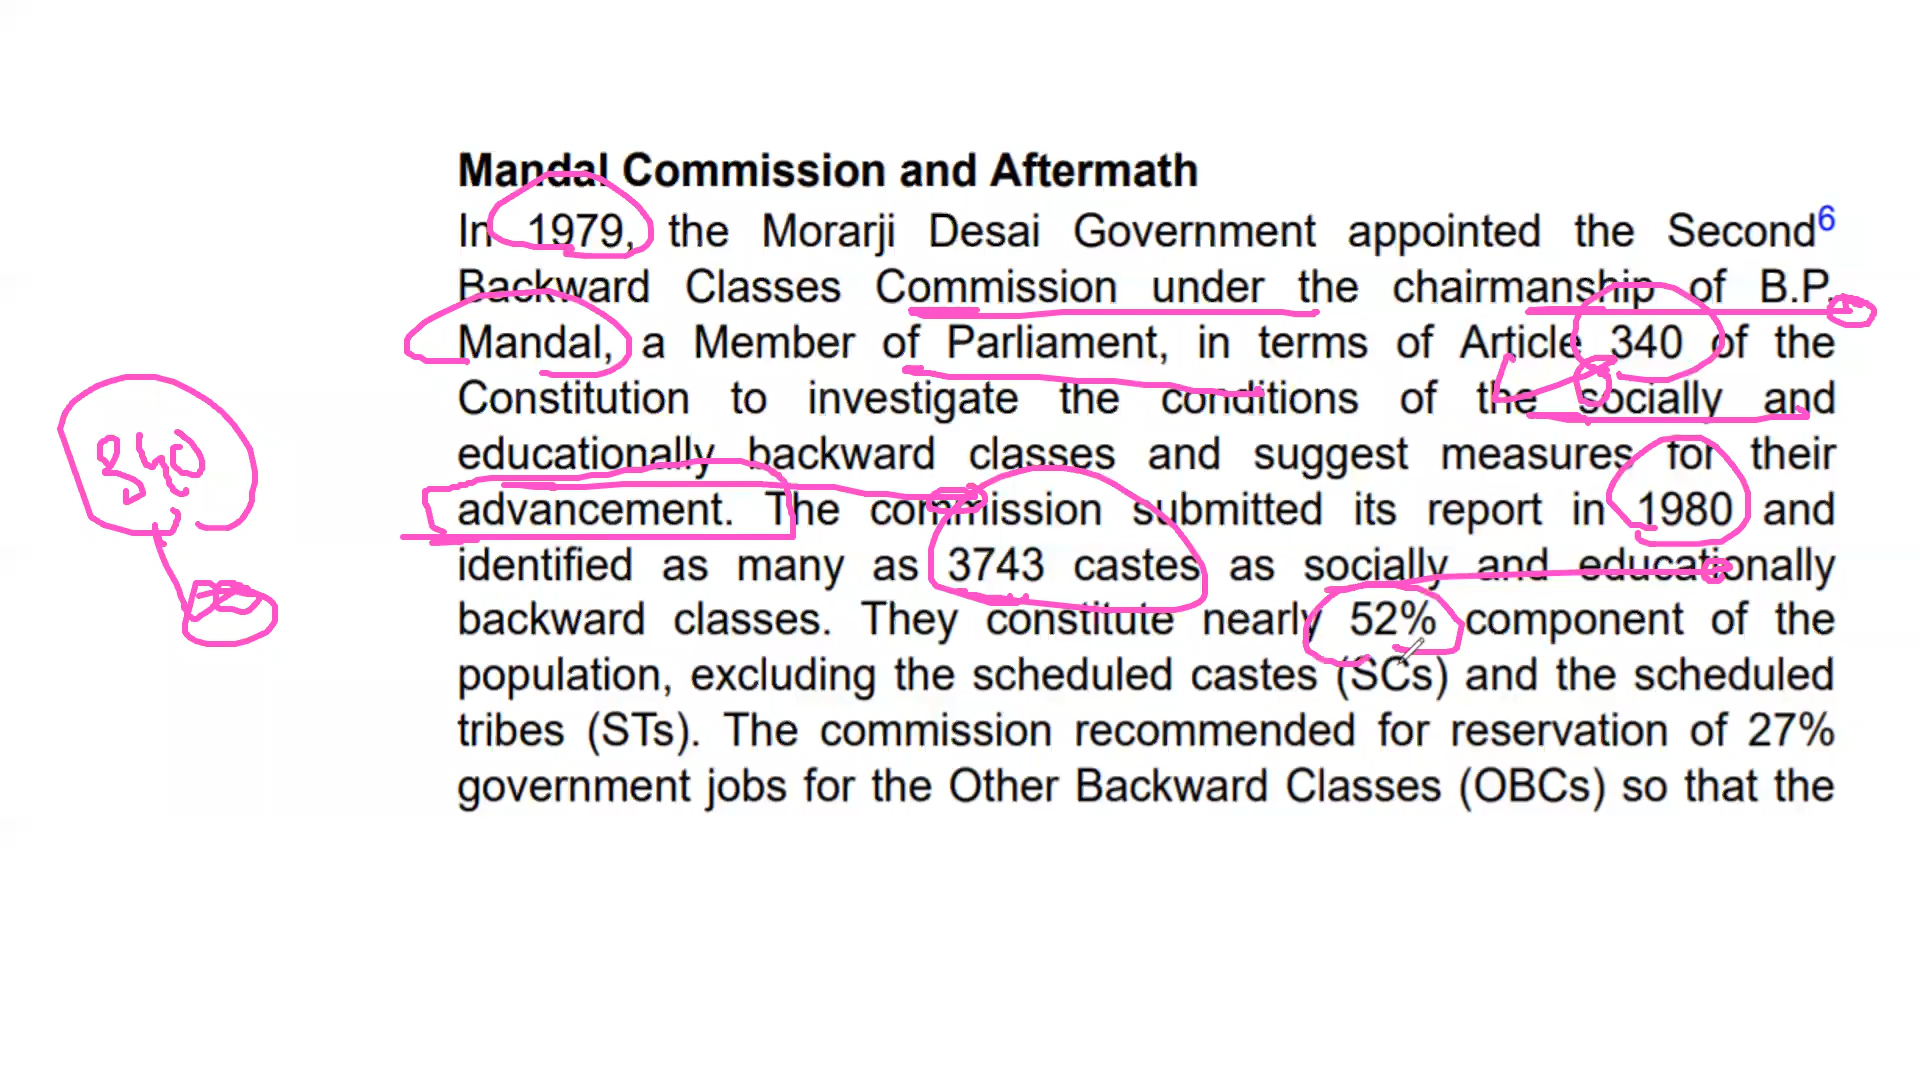 Mandal Commission and Aftermath
In 1979, the Morarji Desai Government appointed the Second6
Backward Classes Commission under the chairmanship of B.P.
Mandal, a Member of Parliament, in terms of Article 340 of the
Constitution to investigate the conditions of the socially and
educationally backward classes and suggest measures for their
advancement. The commission submitted its report in 1980 and
identified as many as 3743 castes as socially and educationally
backward classes. They constitute nearly 52% component of the
population, excluding the scheduled castes (SCs) and the scheduled
tribes (STs). The commission recommended for reservation of 27%
government jobs for the Other Backward Classes (OBCs) so that the
340